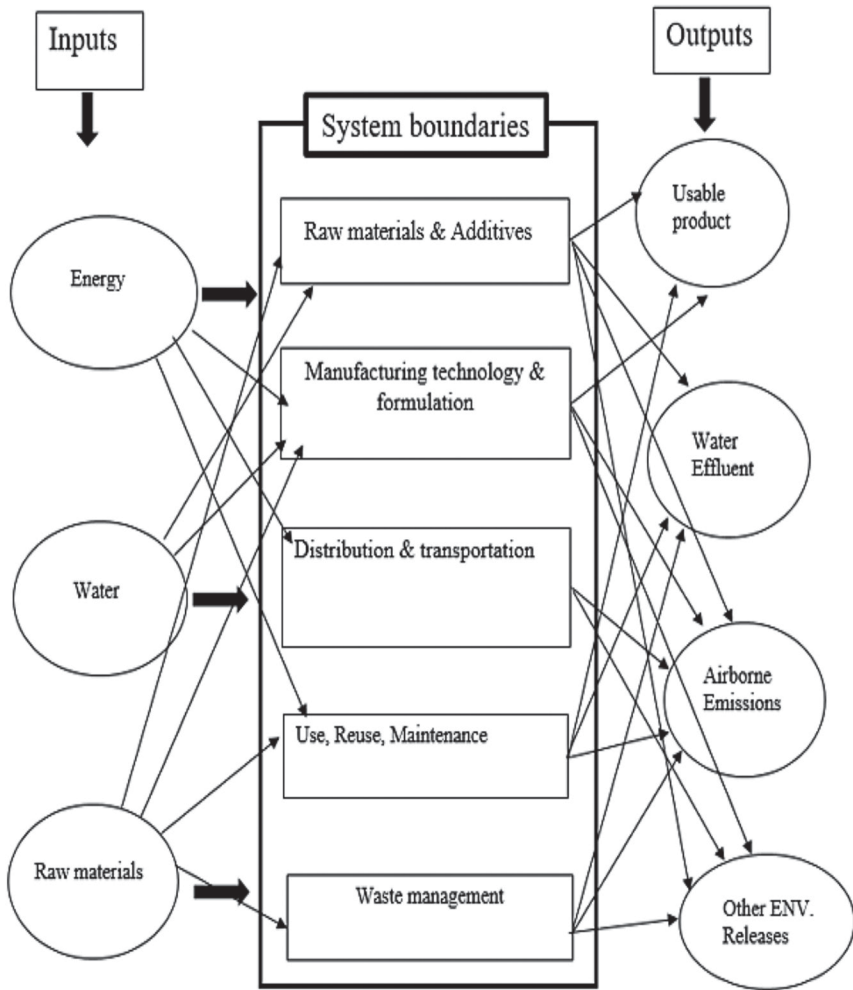 Inputs
Outputs
System boundaries
Energy
Water
Raw materials
Raw materials & Additives
Manufacturing technology &
formulation
Distribution & transportation
Use, Reuse, Maintenance
Waste management
Usable
product
Water
Effluent
Airborne
Emissions
Other ENV.
Releases